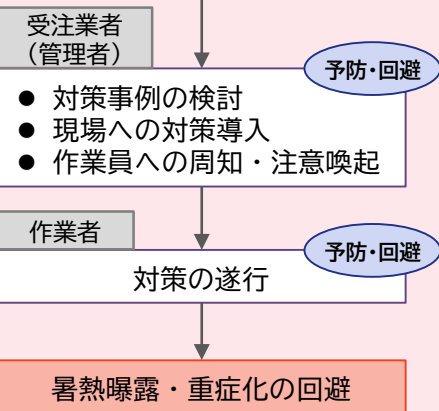 受注業者
（管理者）
予防・回避
● 対策事例の検討
● 現場への対策導入
● 作業員への周知・注意喚起
作業者
予防・回避
対策の遂行
暑熱曝露・重症化の回避